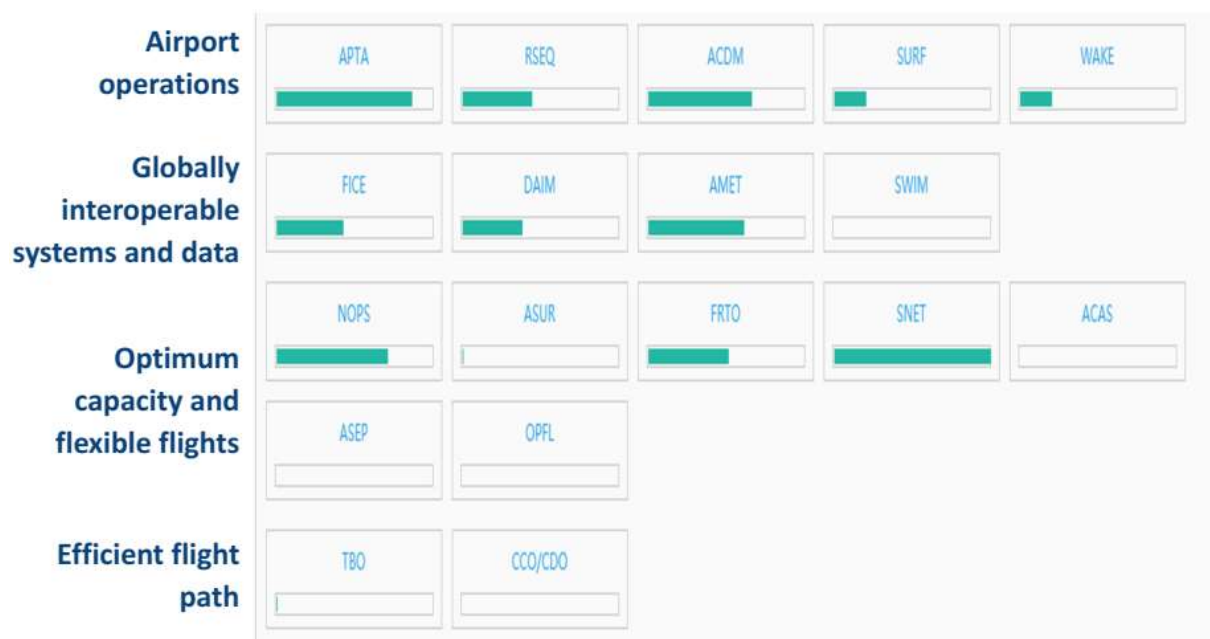 Airport
operations
APTA RSEQ ACDM SURF WAKE
Globally
interoperable
systems and data
FICE DAIM AMET SWIM
NOPS ASUR FRTO SNET ACAS
Optimum
capacity and
flexible flights
ASEP OPFL
Efficient flight
path
TBO CCO/CDO